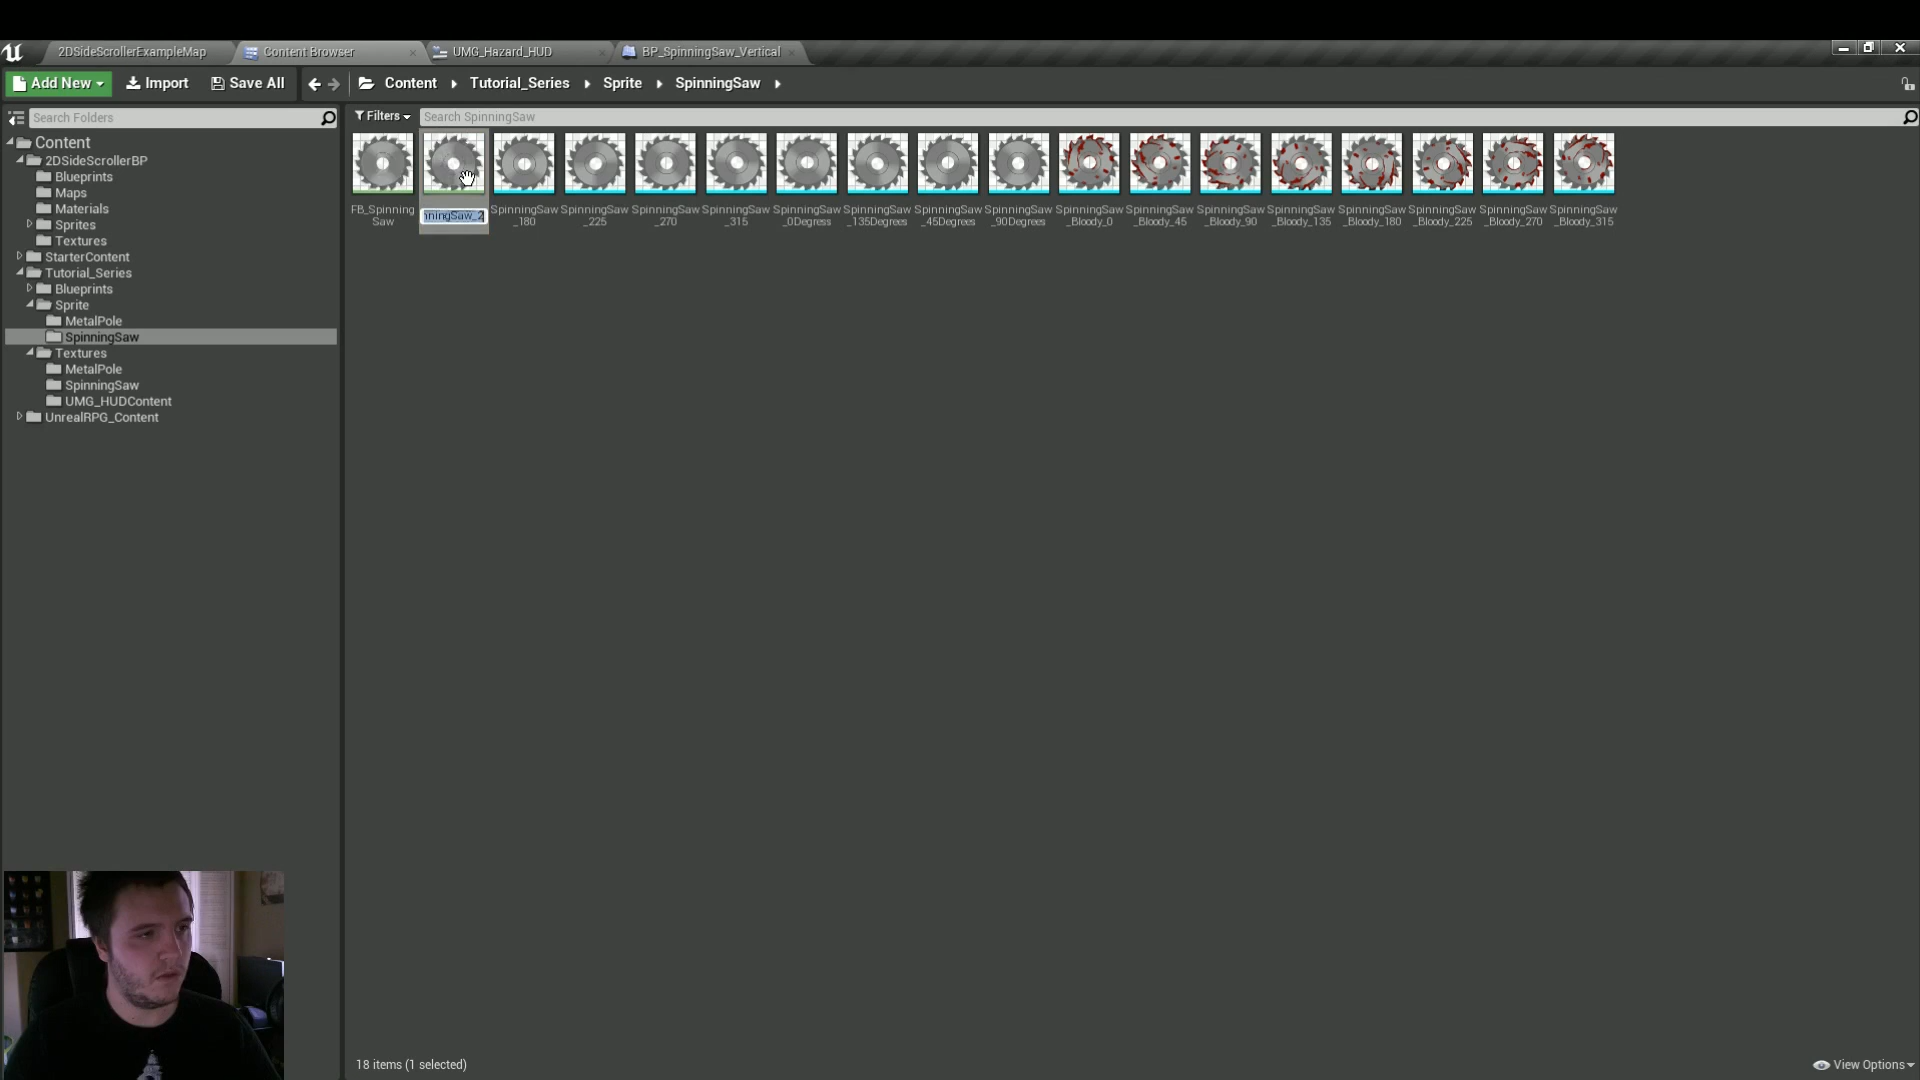 2DSideScrollerExampleMap
Content Browser
UMG_Hazard_HUD
BP_SpinningSaw_Vertical
Add New
Import
Save All
Content
Tutorial_Series
Sprite
SpinningSaw
Search Folders
Filters
Search SpinningSaw
Content
2DSideScrollerBP
Blueprints
Maps
Materials
Sprites
Textures
StarterContent
Tutorial_Series
Blueprints
Sprite
MetalPole
SpinningSaw
Textures
MetalPole
SpinningSaw
UMG_HUDContent
UnrealRPG_Content
FB_Spinning
Saw
nningSaw_2
SpinningSaw
_180
SpinningSaw
_225
SpinningSaw
_270
SpinningSaw
_315
SpinningSaw
_0Degress
SpinningSaw
_135Degrees
SpinningSaw
_45Degrees
SpinningSaw
_90Degrees
SpinningSaw
_Bloody_0
SpinningSaw
_Bloody_45
SpinningSaw
_Bloody_90
SpinningSaw
_Bloody_135
SpinningSaw
_Bloody_180
SpinningSaw
_Bloody_225
SpinningSaw
_Bloody_270
SpinningSaw
_Bloody_315
18 items (1 selected)
View Options